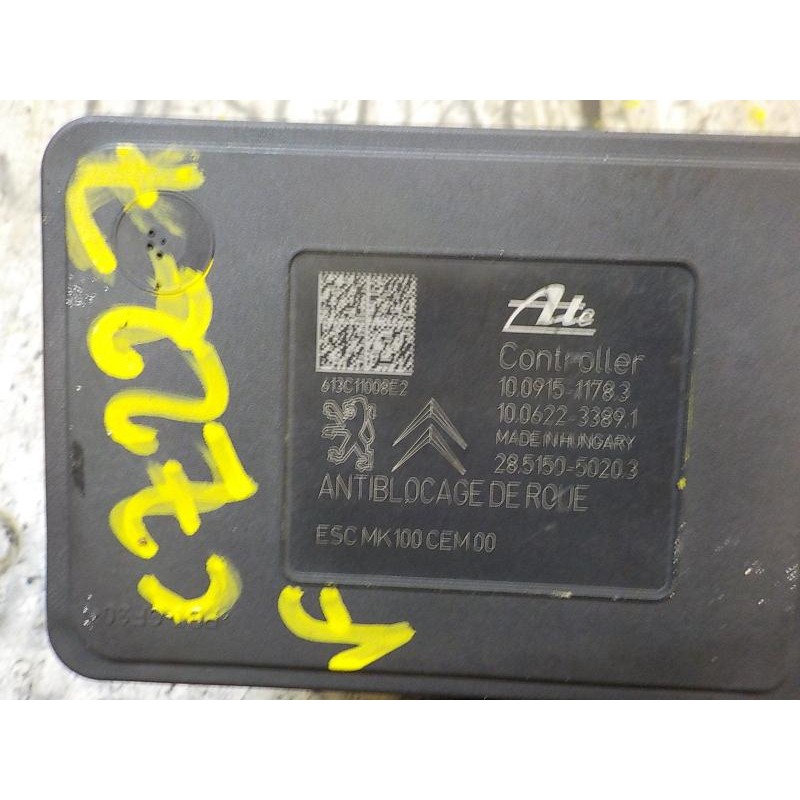 Ate
Controller
10.0915-1178.3
10.0622-3389.1
MADE IN HUNGARY
28.5150-5020.3
613C11008E2
ANTIBLOCAGE DE ROUE
ESC MK100 CEM 00